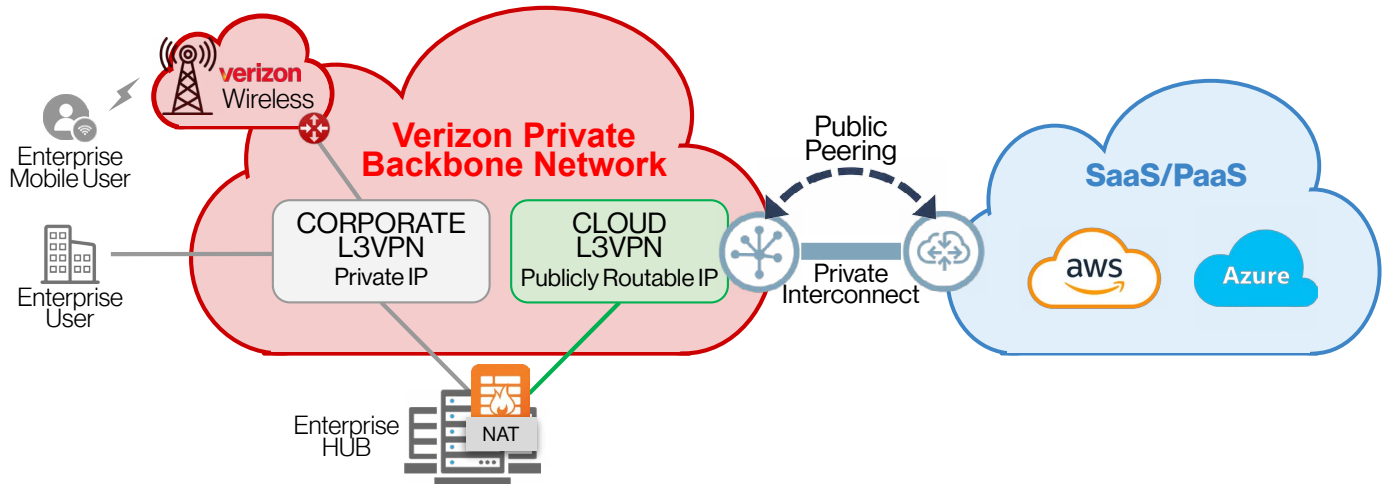 verizon
Wireless
Enterprise
Mobile User
Enterprise
User
Verizon Private
Backbone Network
CORPORATE
L3VPN
Private IP
CLOUD
L3VPN
Publicly Routable IP
Enterprise
HUB
NAT
Public
Peering
Private
Interconnect
SaaS/PaaS
aws
Azure